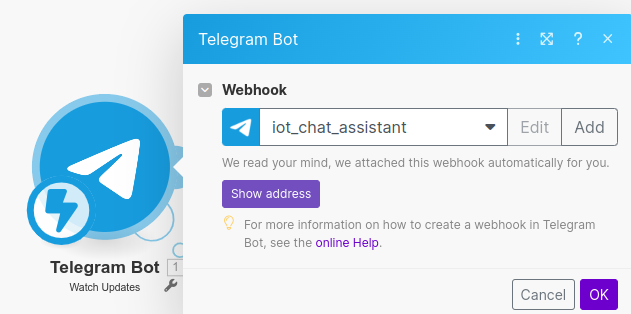 Telegram Bot
Webhook
iot_chat_assistant
Edit
Add
We read your mind, we attached this webhook automatically for you.
Show address
For more information on how to create a webhook in Telegram
Bot, see the online Help.
Telegram Bot 1
Watch Updates
Cancel
OK